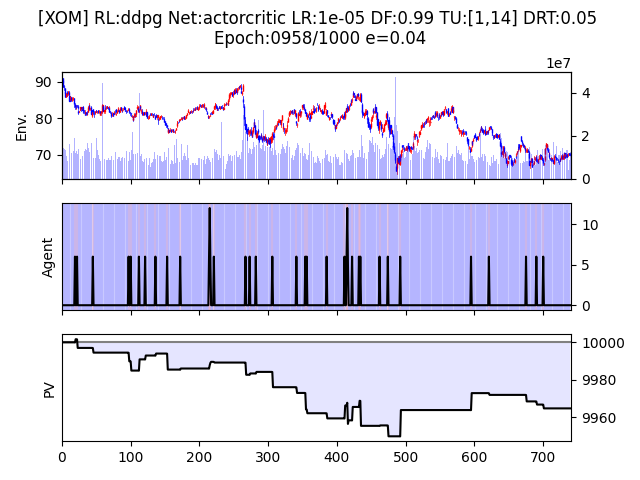 [XOM] RL:ddpg Net:actorcritic LR:1e-05 DF:0.99 TU:[1,14] DRT:0.05
Epoch:0958/1000 e=0.04
1e7
Env.
90
80
70
4
2
0
Agent
10
5
0
PV
10000
9980
9960
0 100 200 300 400 500 600 700